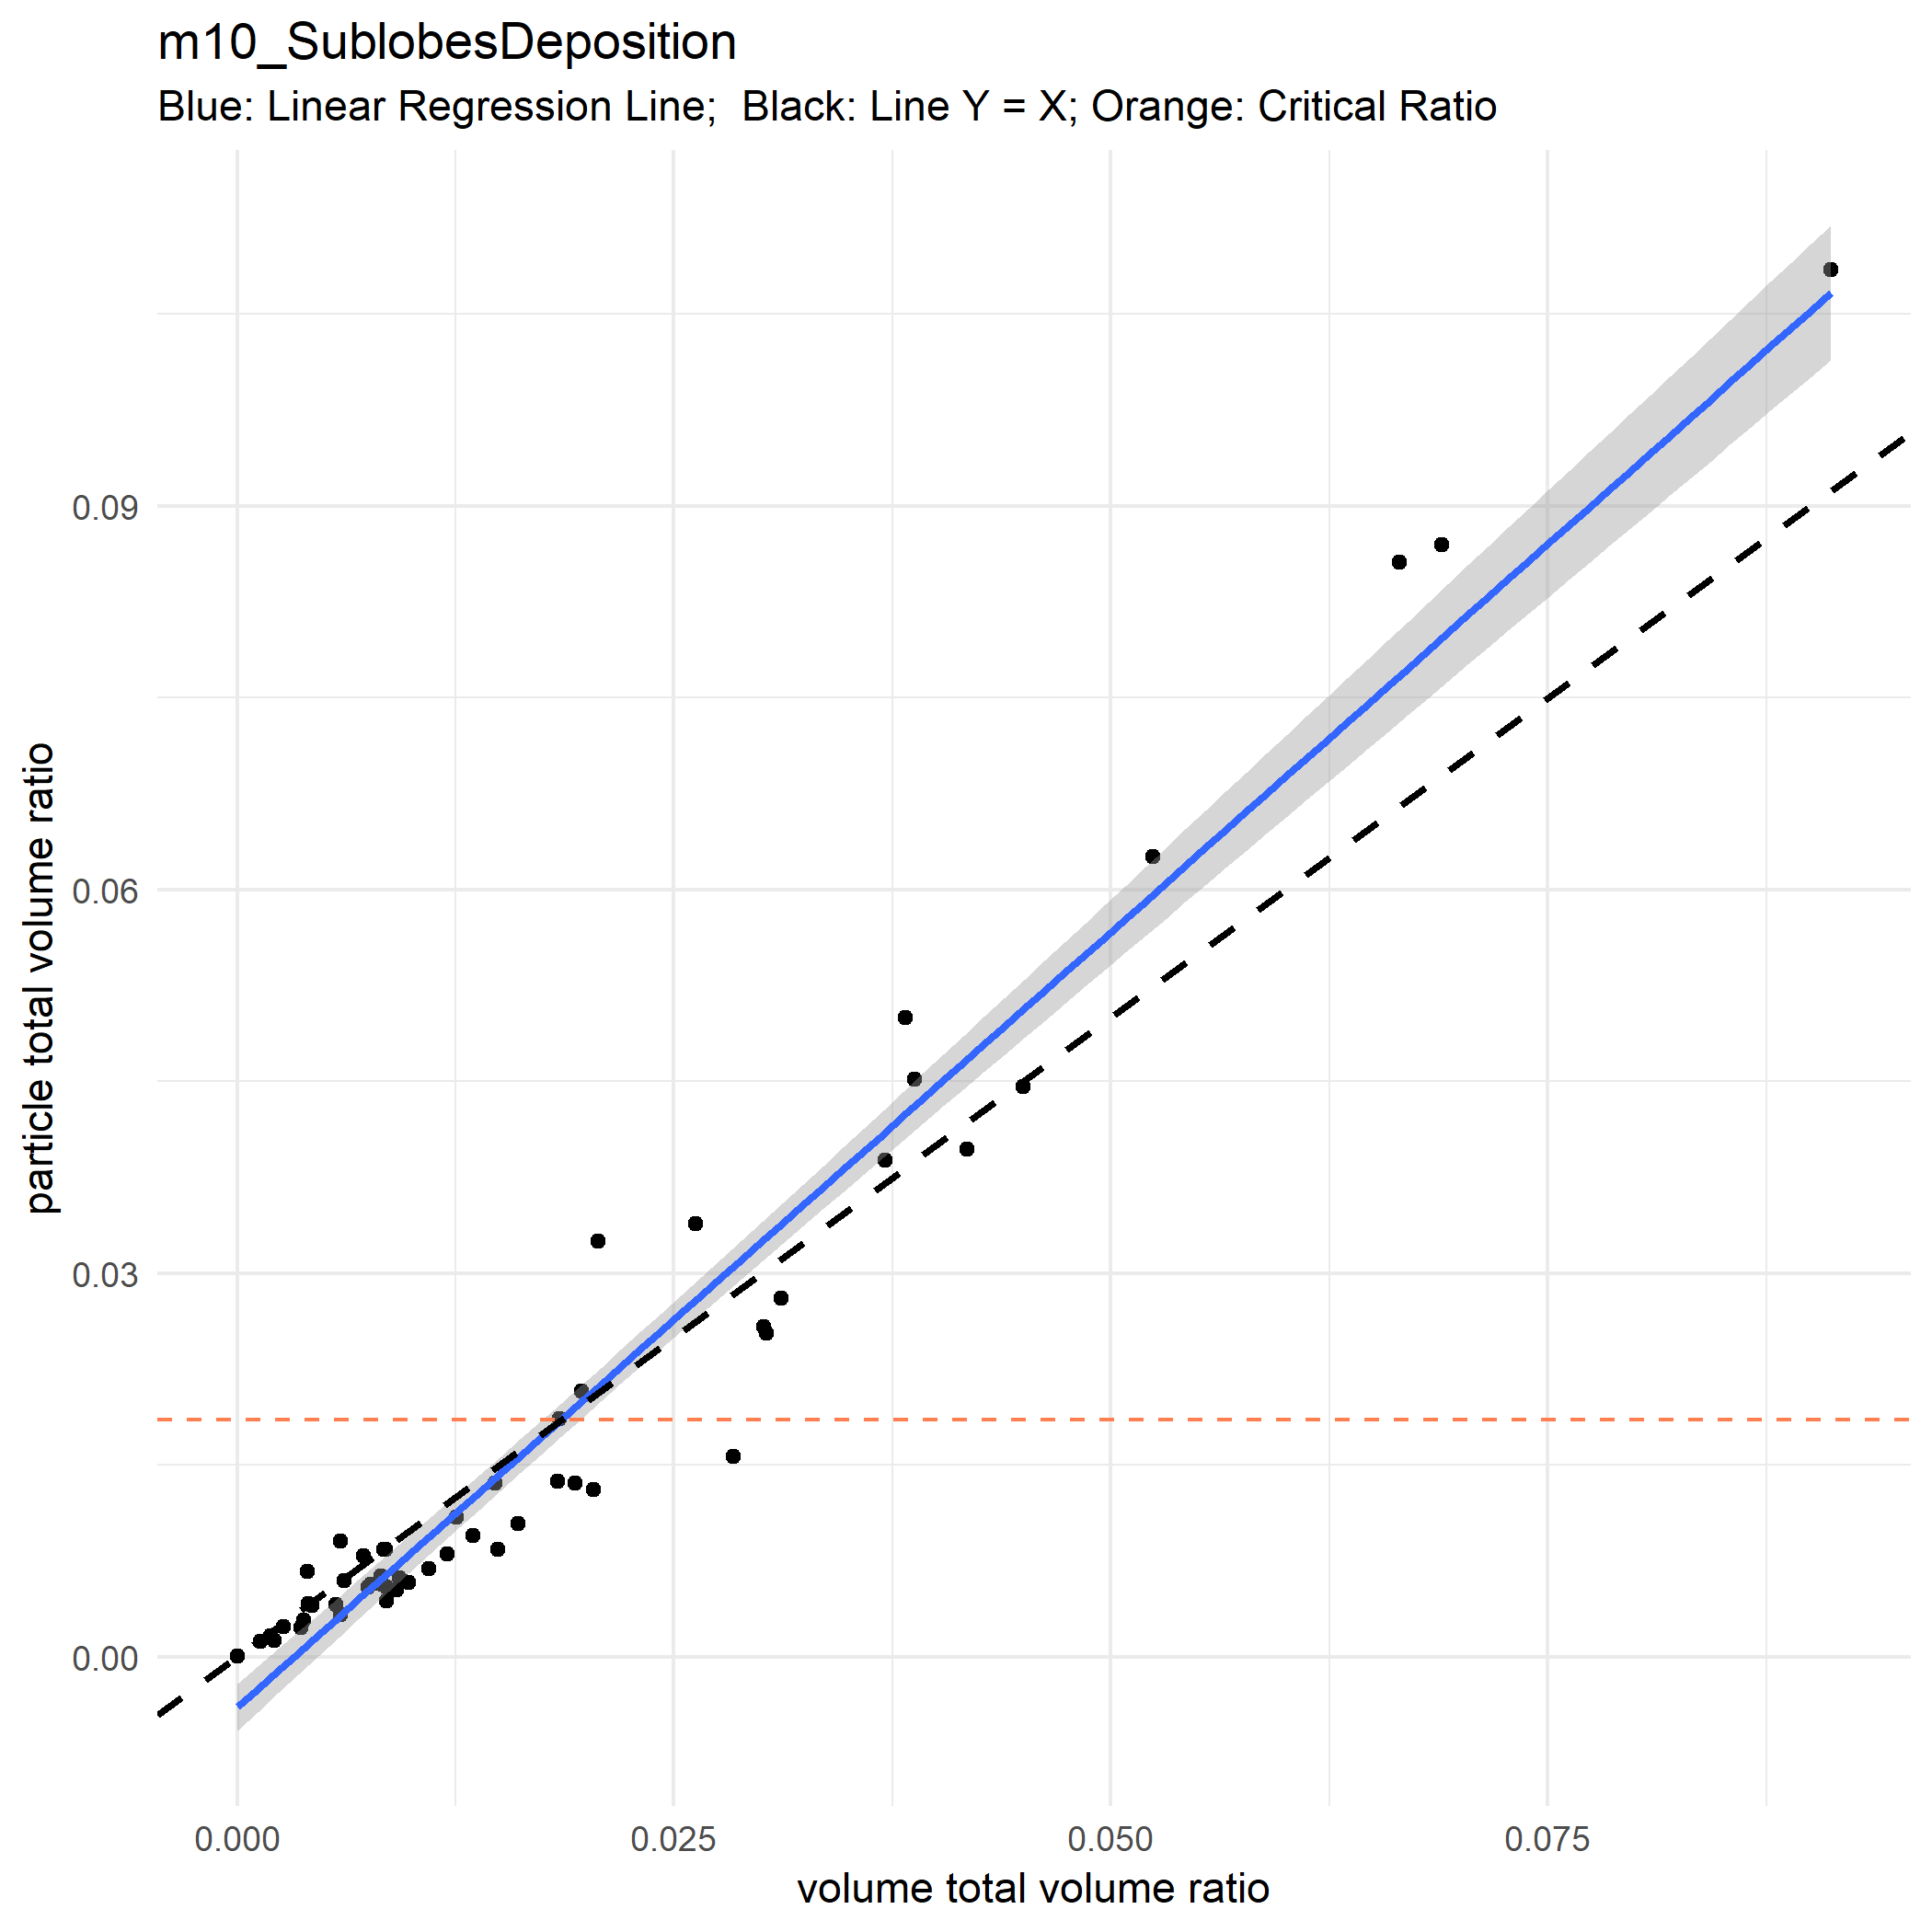 m10_SublobesDeposition
Blue: Linear Regression Line;  Black: Line Y = X; Orange: Critical Ratio
particle total volume ratio
0.09
0.06
0.03
0.00
0.000
0.025
0.050
0.075
volume total volume ratio